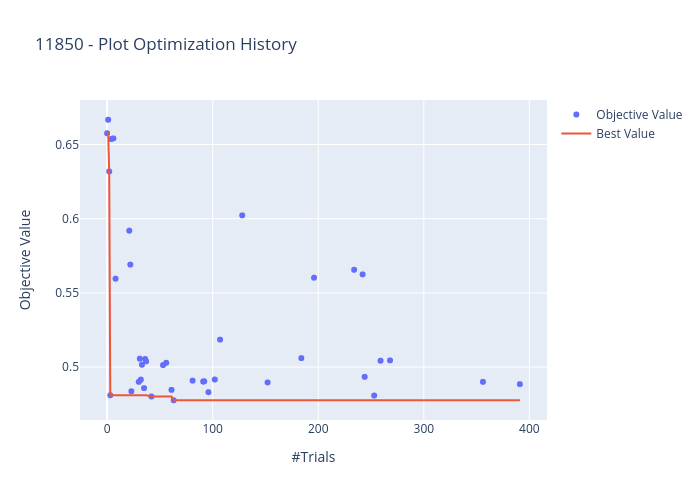 11850 - Plot Optimization History
Objective Value
Best Value
0.65
0.6
0.55
0.5
Objective Value
0
100
200
300
400
#Trials